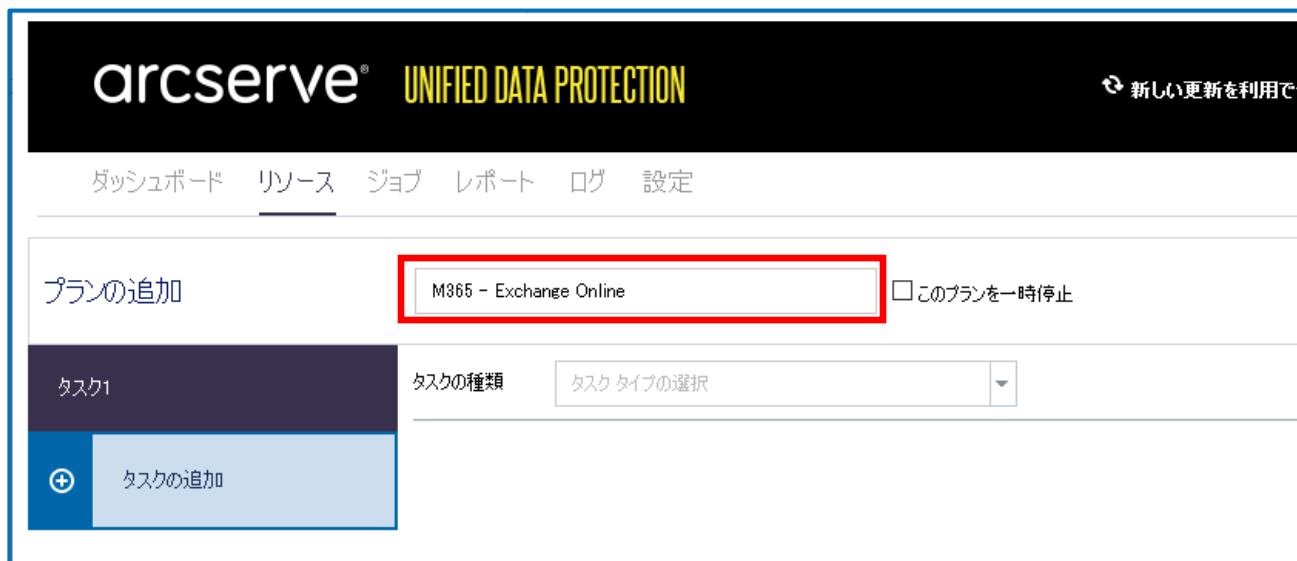 arcserve® UNIFIED DATA PROTECTION
新しい更新を利用で
ダッシュボード リソース ジョブ レポート ログ 設定
プランの追加 M365 - Exchange Online このプランを一時停止
タスク1 タスクの種類 タスク タイプの選択
タスクの追加